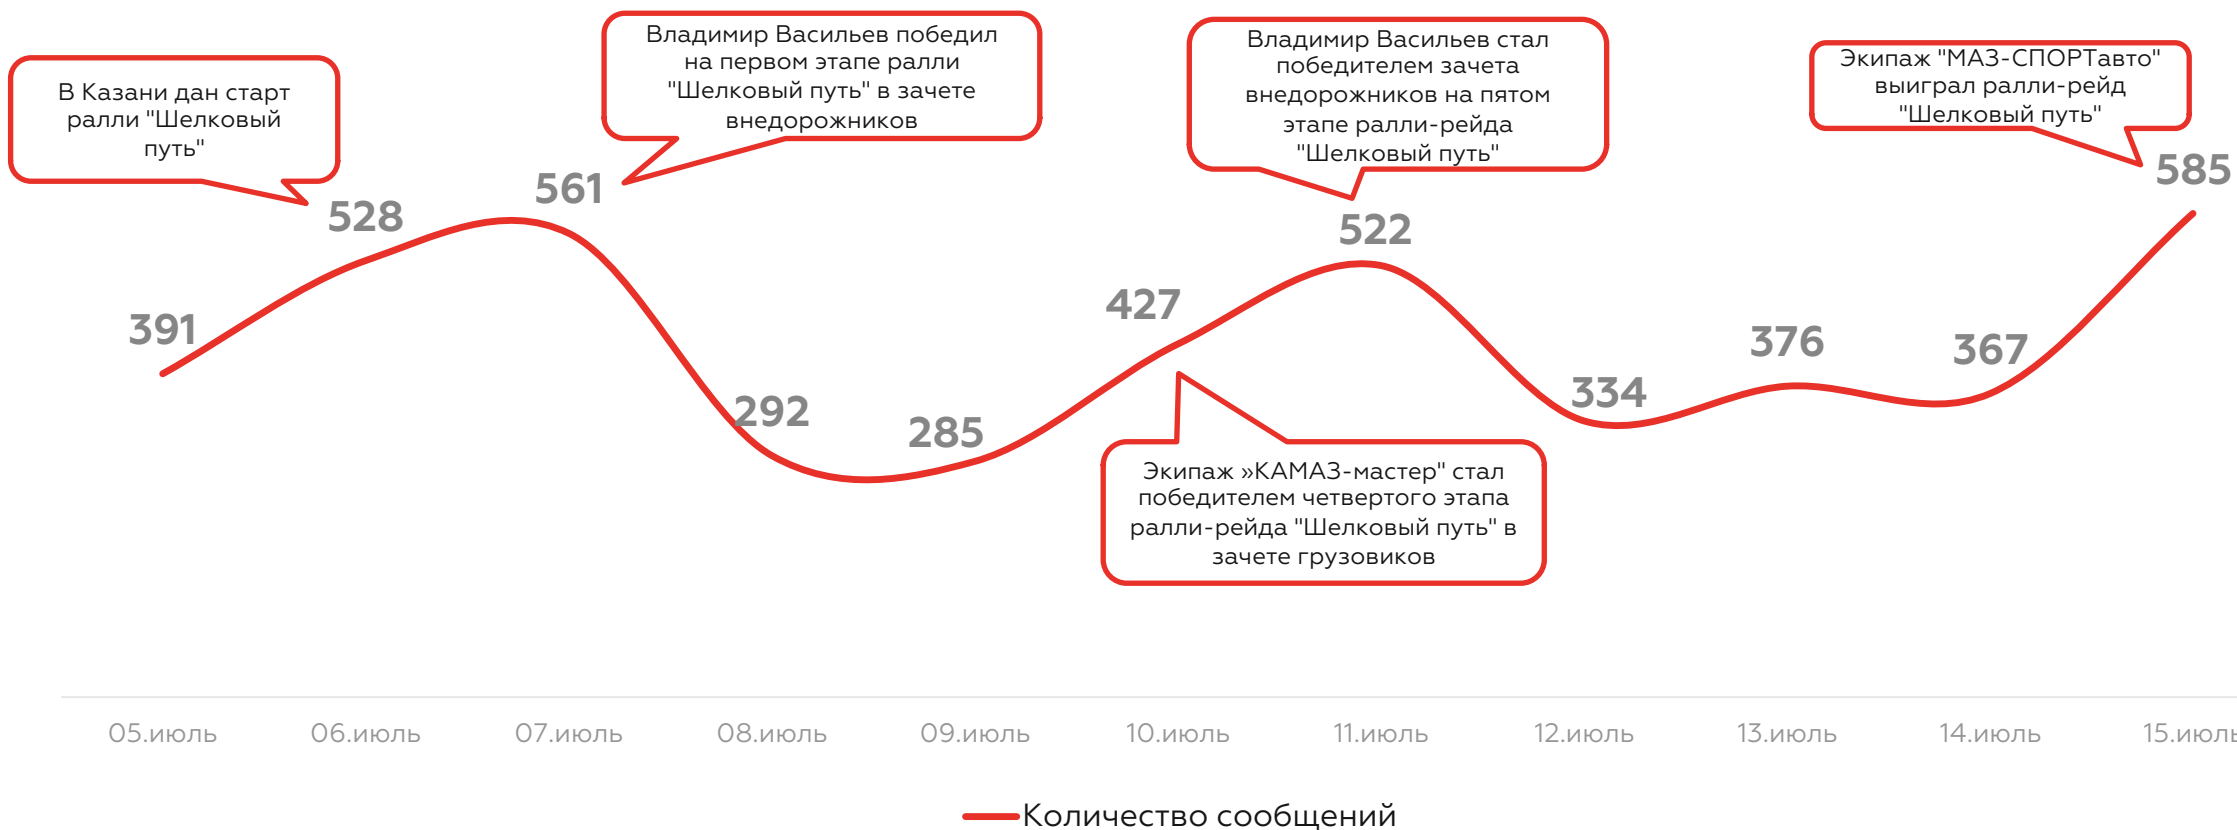 В Казани дан старт
ралли "Шелковый
путь"
Владимир Васильев победил
на первом этапе ралли
"Шелковый путь" в зачете
внедорожников
Владимир Васильев стал
победителем зачета
внедорожников на пятом
этапе ралли-рейда
"Шелковый путь"
Экипаж "МАЗ-СПОРТавто"
выиграл ралли-рейд
"Шелковый путь"
391
528
561
292
285
427
522
334
376
367
585
Экипаж »КАМАЗ-мастер" стал
победителем четвертого этапа
ралли-рейда "Шелковый путь" в
зачете грузовиков
05.июль
06.июль
07.июль
08.июль
09.июль
10.июль
11.июль
12.июль
13.июль
14.июль
15.июль
Количество сообщений